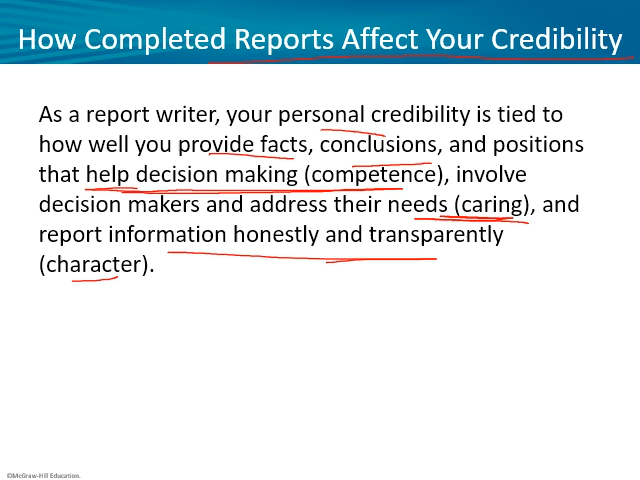 How Completed Reports Affect Your Credibility
As a report writer, your personal credibility is tied to
how well you provide facts, conclusions, and positions
that help decision making (competence), involve
decision makers and address their needs (caring), and
report information honestly and transparently
(character).
©McGraw-Hill Education.